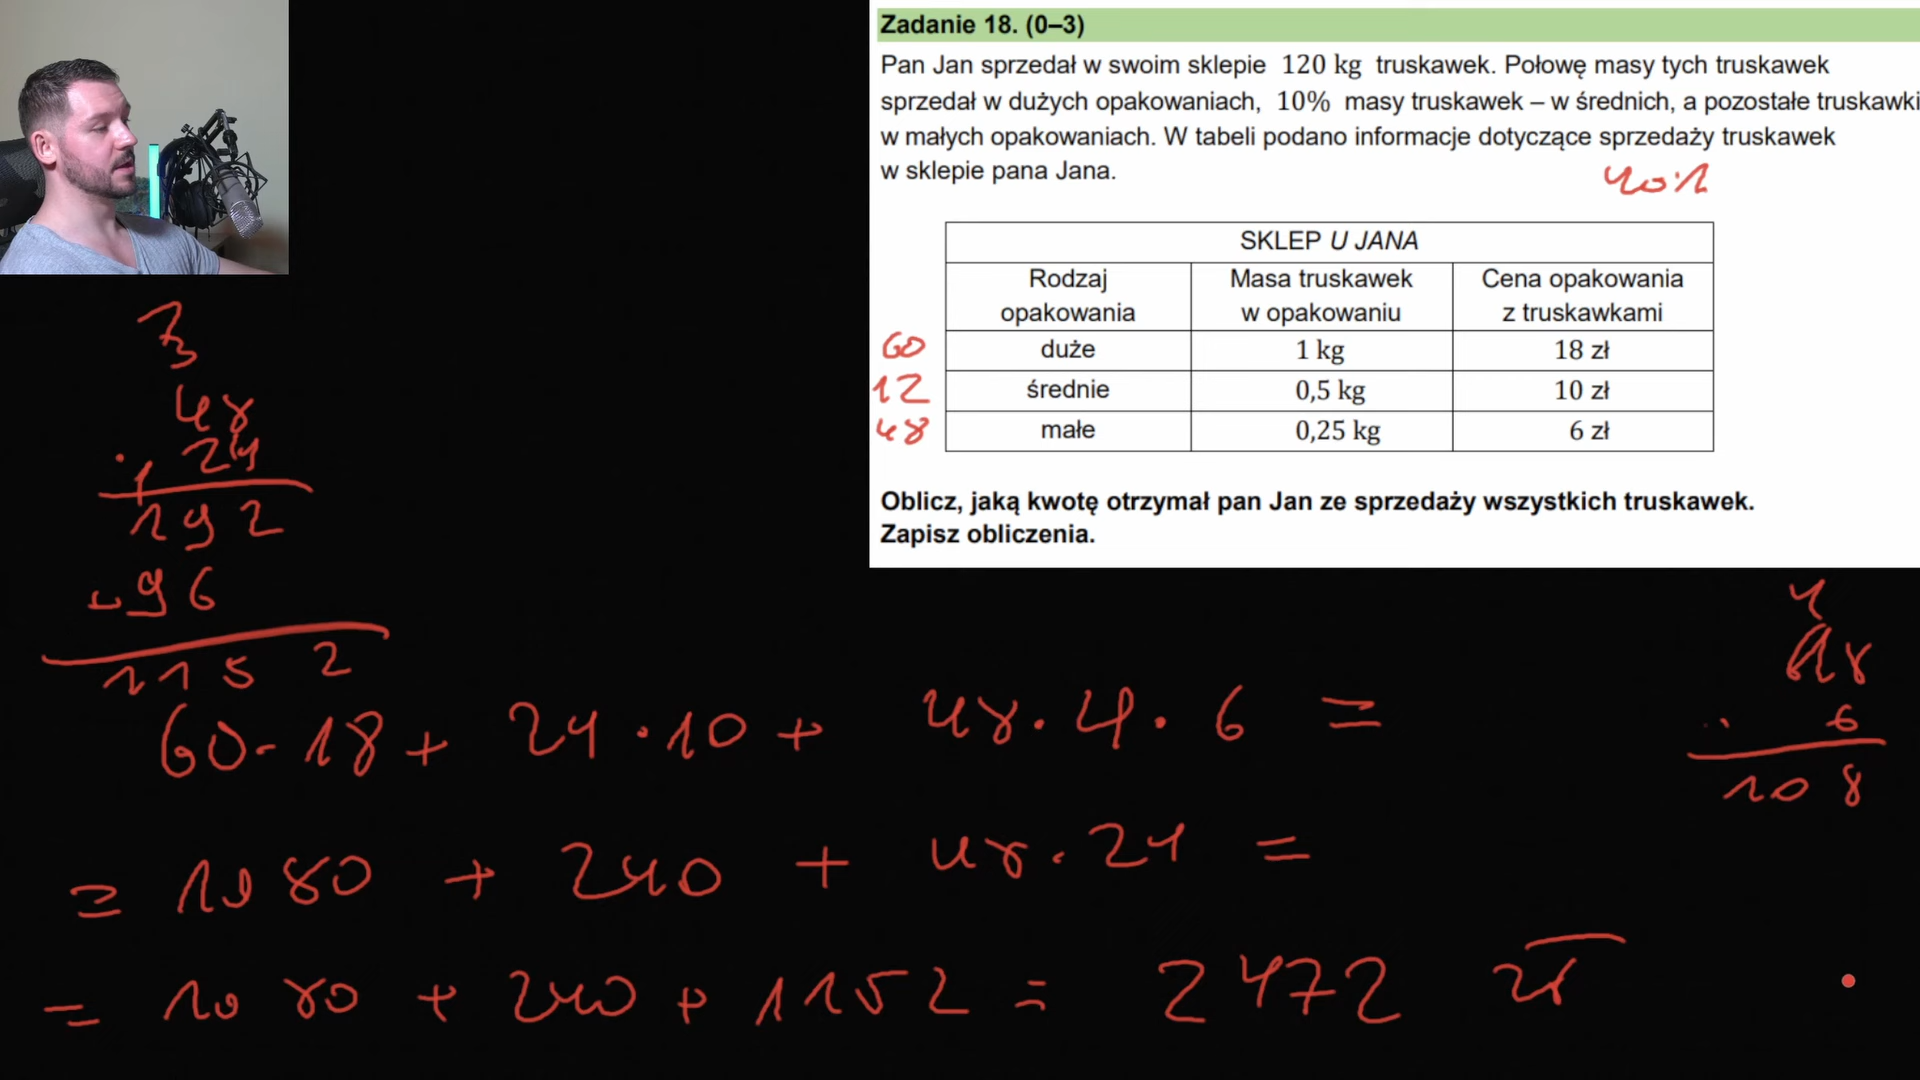 Zadanie 18. (0–3)
Pan Jan sprzedał w swoim sklepie 120 kg truskawek. Połowę masy tych truskawek
sprzedał w dużych opakowaniach, 10% masy truskawek – w średnich, a pozostałe truskawki
w małych opakowaniach. W tabeli podano informacje dotyczące sprzedaży truskawek
w sklepie pana Jana.
40%
SKLEP U JANA
Rodzaj opakowania Masa truskawek w opakowaniu Cena opakowania z truskawkami
60 duże 1 kg 18 zł
12 średnie 0,5 kg 10 zł
48 małe 0,25 kg 6 zł
Oblicz, jaką kwotę otrzymał pan Jan ze sprzedaży wszystkich truskawek.
Zapisz obliczenia.
3
48
· 24
1
192
+ 96
1152
4
18
· 6
108
60 · 18 + 24 · 10 + 48 · 4 · 6 =
= 1080 + 240 + 48 · 24 =
= 1080 + 240 + 1152 = 2472 zł